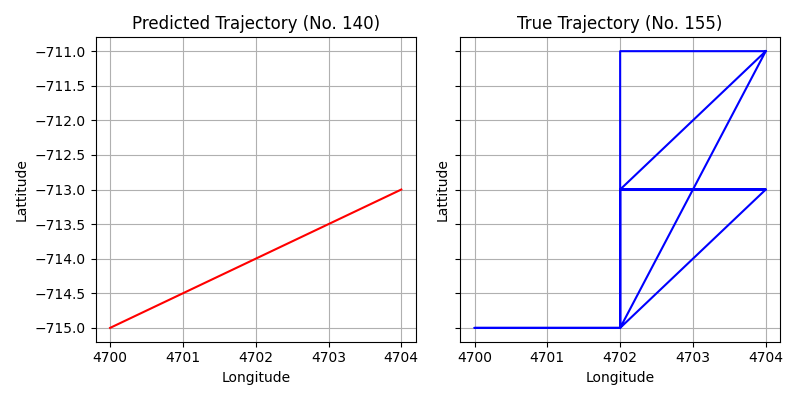 Predicted Trajectory (No. 140)
True Trajectory (No. 155)
Lattitude
−711.0
−711.5
−712.0
−712.5
−713.0
−713.5
−714.0
−714.5
−715.0
4700 4701 4702 4703 4704
Longitude
Lattitude
4700 4701 4702 4703 4704
Longitude